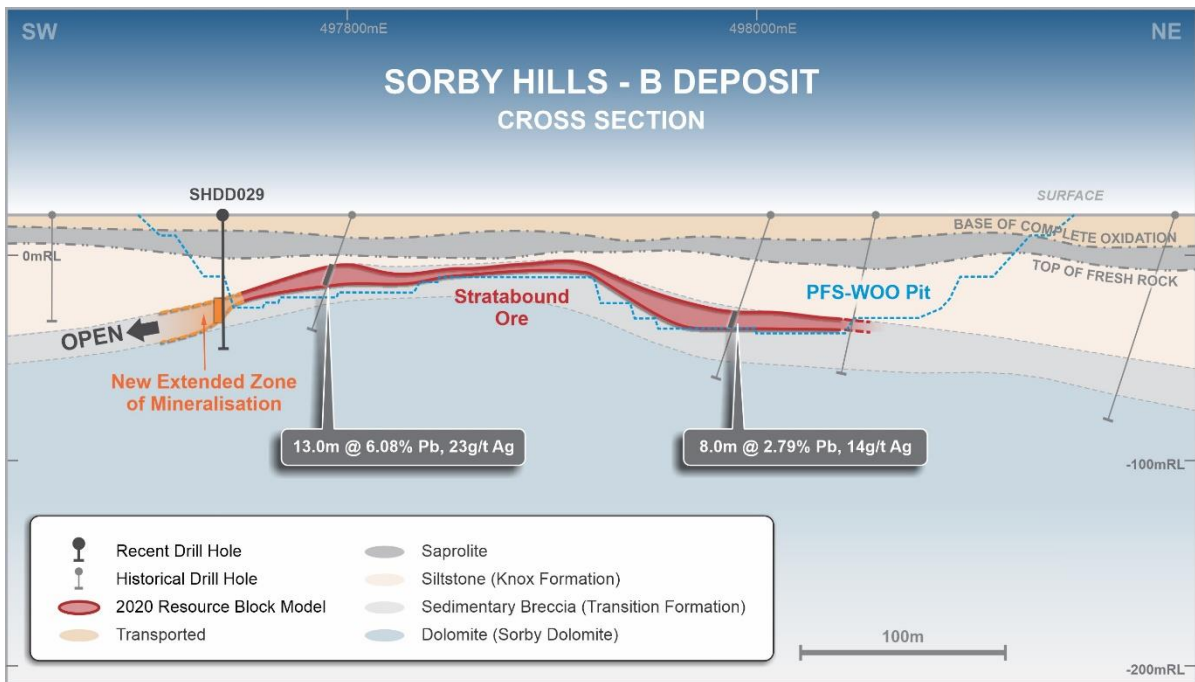 SW
497800mE
498000mE
NE
SORBY HILLS - B DEPOSIT
CROSS SECTION
SHDD029
SURFACE
BASE OF COMPLETE OXIDATION
0mRL
TOP OF FRESH ROCK
PFS-WOO Pit
Stratabound
Ore
OPEN
New Extended Zone
of Mineralisation
13.0m @ 6.08% Pb, 23g/t Ag
8.0m @ 2.79% Pb, 14g/t Ag
-100mRL
Recent Drill Hole
Historical Drill Hole
2020 Resource Block Model
Transported
Saprolite
Siltstone (Knox Formation)
Sedimentary Breccia (Transition Formation)
Dolomite (Sorby Dolomite)
100m
-200mRL